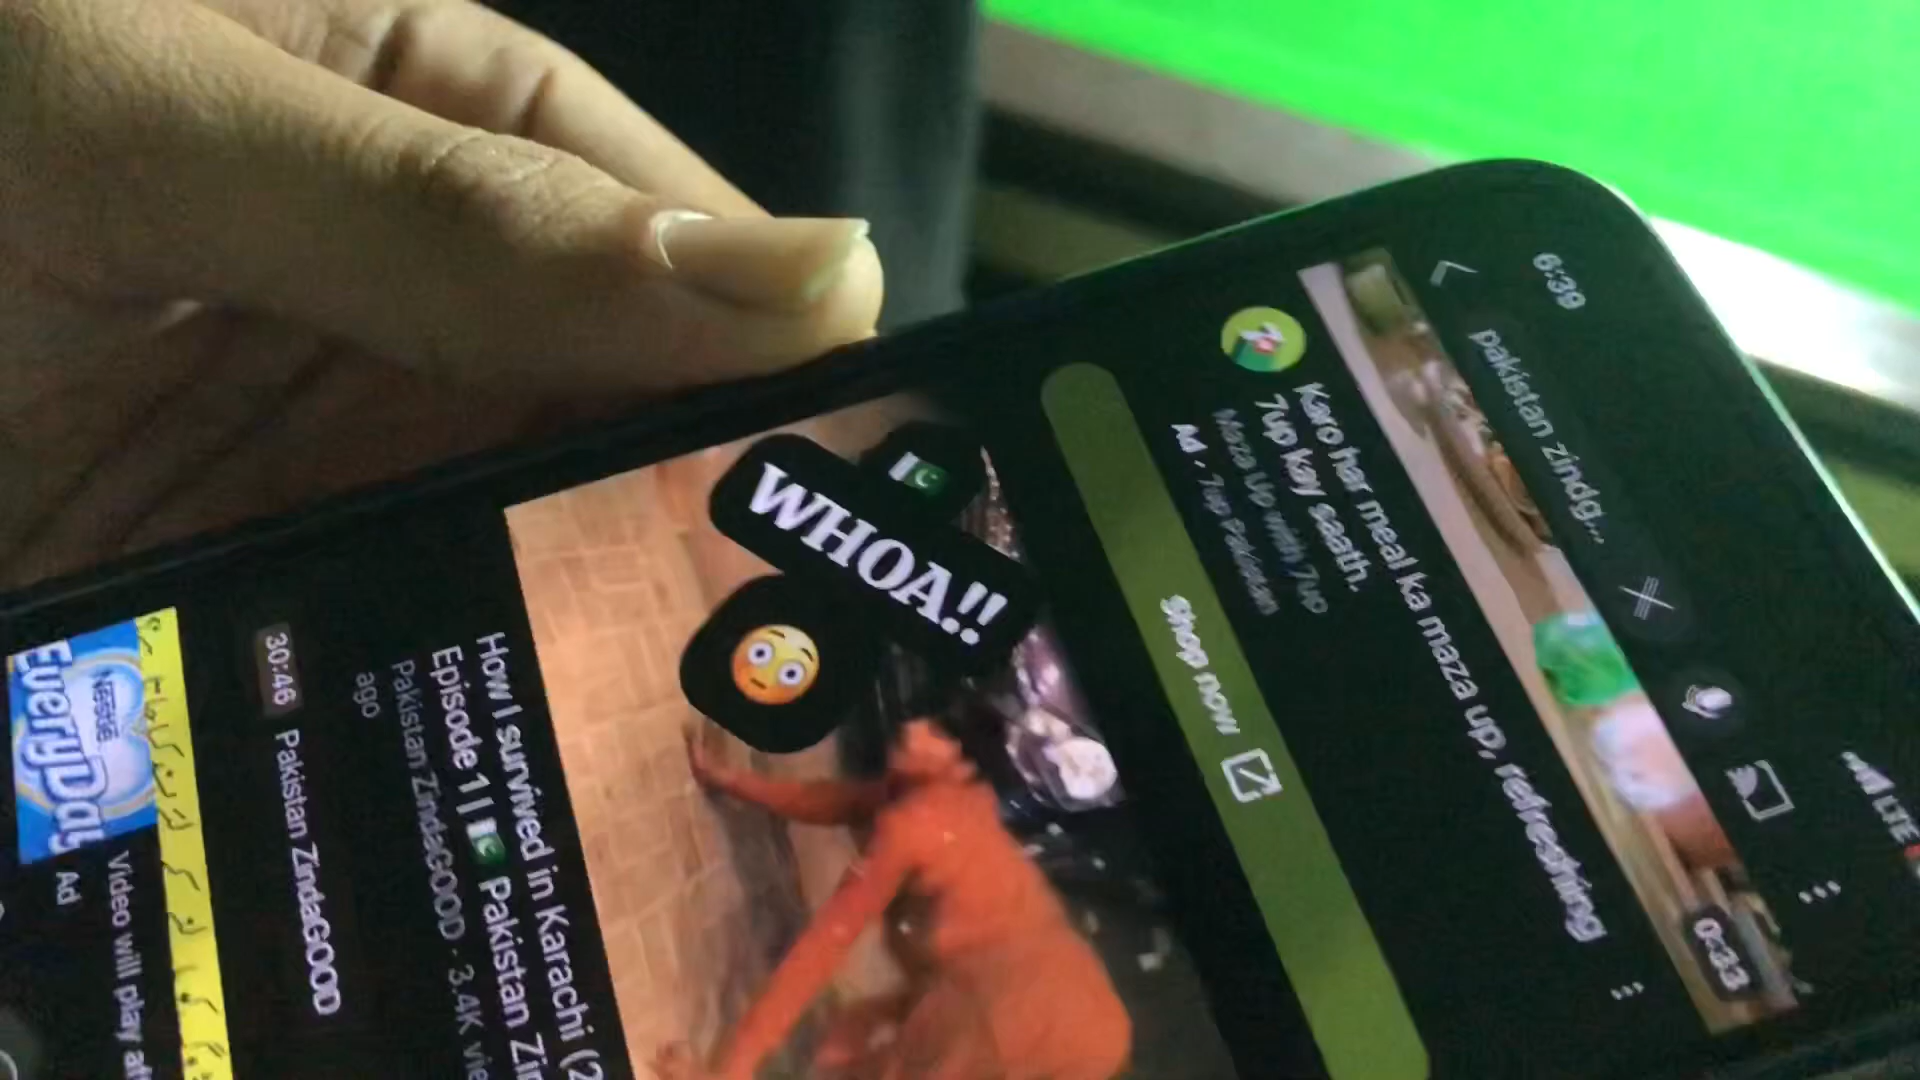 6:39
LTE
pakistan zindg...
0:33
Karo har meal ka maza up, refreshing
7up kay saath.
Maza Up with 7up
Ad · 7up Pakistan
Shop now
WHOA!!
How I survived in Karachi (2
Episode 1 | 🇵🇰 Pakistan Zin
Pakistan ZindaGOOD · 3.4K vie
ago
30:46 Pakistan ZindaGOOD
Nestlé
EveryDay
Ad Video will play aft